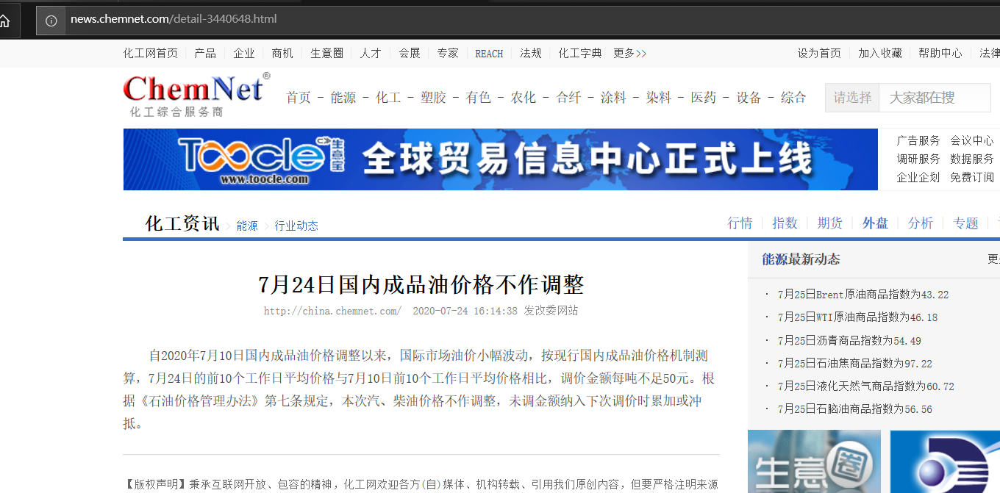 news.chemnet.com/detail-3440648.html
化工网首页 产品 企业 商机 生意圈 人才 会展 专家 REACH 法规 化工字典 更多>> 设为首页 加入收藏 帮助中心 法律
ChemNet®
化工综合服务商
首页 - 能源 - 化工 - 塑胶 - 有色 - 农化 - 合纤 - 涂料 - 染料 - 医药 - 设备 - 综合
请选择 大家都在搜
Toocle 生意宝
www.toocle.com
全球贸易信息中心正式上线
广告服务 会议中心
调研服务 数据服务
企业企划 免费订阅
化工资讯 > 能源 > 行业动态
行情 指数 期货 外盘 分析 专题
7月24日国内成品油价格不作调整
http://china.chemnet.com/ 2020-07-24 16:14:38 发改委网站
自2020年7月10日国内成品油价格调整以来，国际市场油价小幅波动，按现行国内成品油价格机制测
算，7月24日的前10个工作日平均价格与7月10日前10个工作日平均价格相比，调价金额每吨不足50元。根
据《石油价格管理办法》第七条规定，本次汽、柴油价格不作调整，未调金额纳入下次调价时累加或冲
抵。
【版权声明】秉承互联网开放、包容的精神，化工网欢迎各方(自)媒体、机构转载、引用我们原创内容，但要严格注明来源
能源最新动态 更
· 7月25日Brent原油商品指数为43.22
· 7月25日WTI原油商品指数为46.18
· 7月25日沥青商品指数为54.49
· 7月25日石油焦商品指数为97.22
· 7月25日液化天然气商品指数为60.72
· 7月25日石脑油商品指数为56.56
生意圈